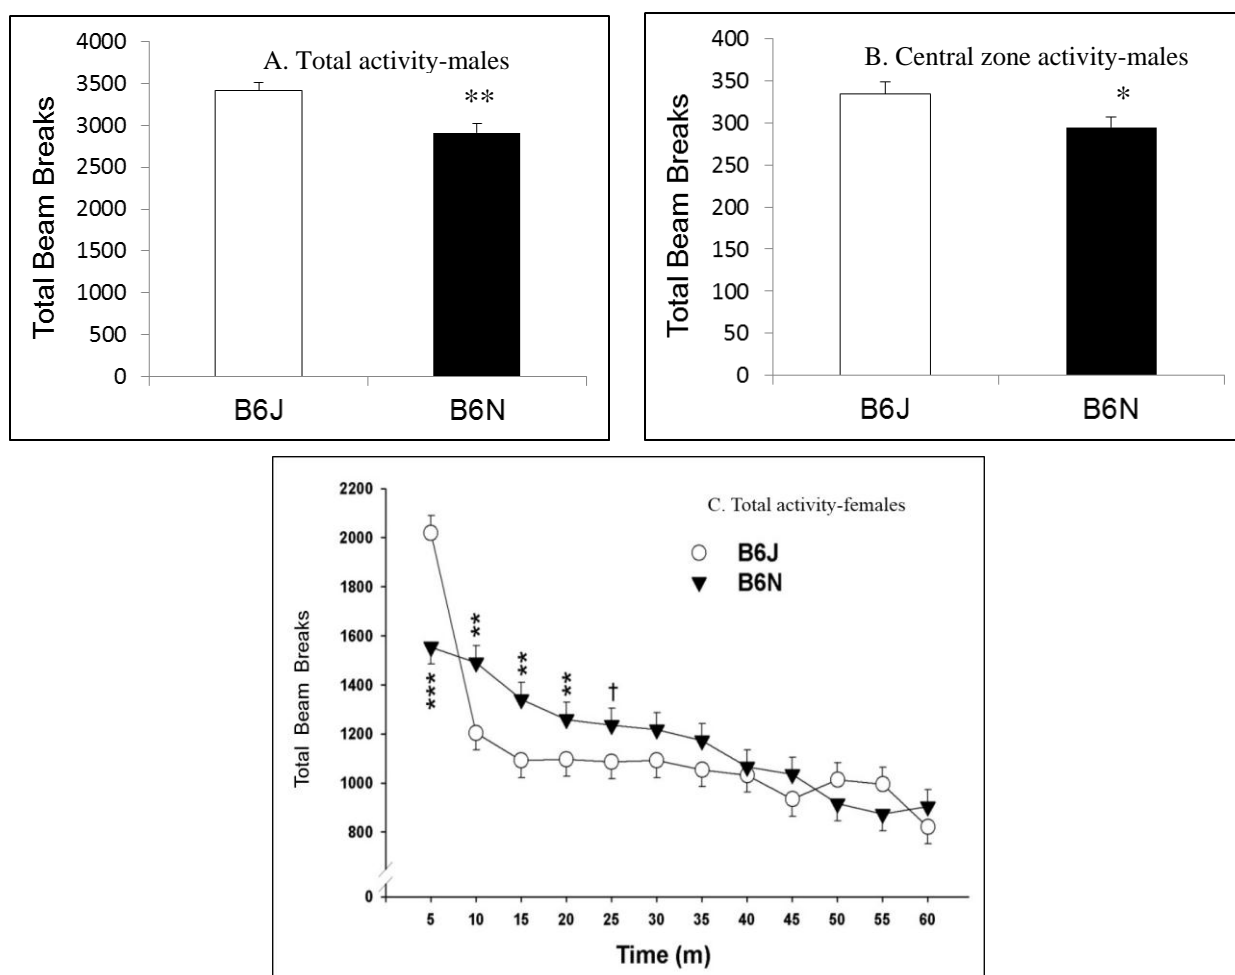 A. Total activity-males
Total Beam Breaks
4000
3500
3000
2500
2000
1500
1000
500
0
**
B6J
B6N
B. Central zone activity-males
Total Beam Breaks
400
350
300
250
200
150
100
50
0
*
B6J
B6N
C. Total activity-females
B6J
B6N
Total Beam Breaks
2200
2000
1800
1600
1400
1200
1000
800
0
***
**
**
**
†
5 10 15 20 25 30 35 40 45 50 55 60
Time (m)